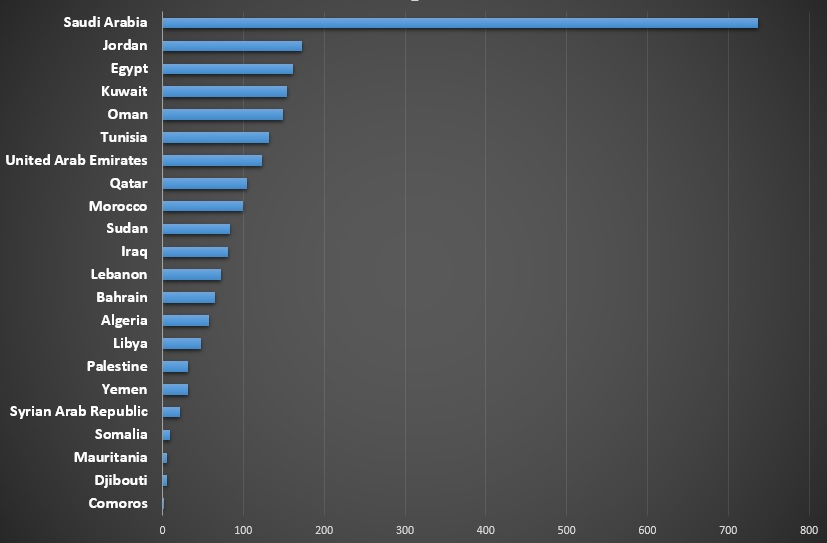 Saudi Arabia
Jordan
Egypt
Kuwait
Oman
Tunisia
United Arab Emirates
Qatar
Morocco
Sudan
Iraq
Lebanon
Bahrain
Algeria
Libya
Palestine
Yemen
Syrian Arab Republic
Somalia
Mauritania
Djibouti
Comoros
0 100 200 300 400 500 600 700 800